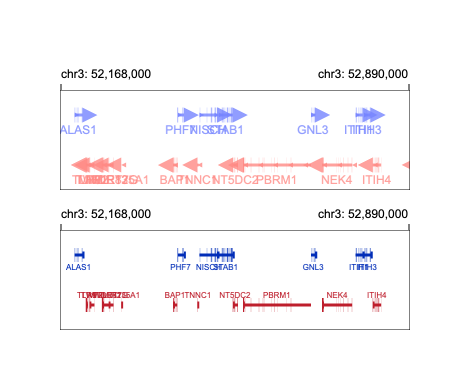 chr3: 52,168,000 chr3: 52,890,000
ALAS1 PHF7 NISCH STAB1 GNL3 ITIH3
BAP1 TNNC1 NT5DC2 PBRM1 NEK4 ITIH4
chr3: 52,168,000 chr3: 52,890,000
ALAS1 PHF7 NISCH STAB1 GNL3 ITIH3
BAP1 TNNC1 NT5DC2 PBRM1 NEK4 ITIH4